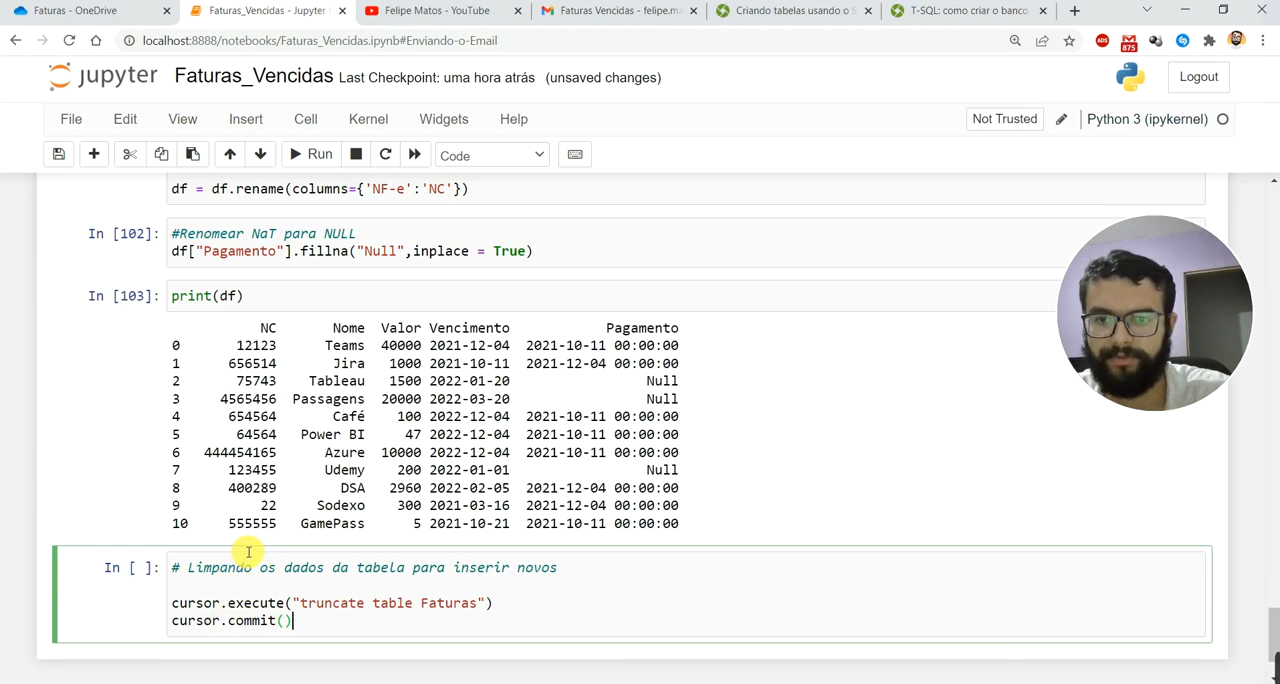 Faturas - OneDrive
Faturas_Vencidas - Jupyter
Felipe Matos - YouTube
Faturas Vencidas - felipe.ma
Criando tabelas usando o S
T-SQL: como criar o banco
localhost:8888/notebooks/Faturas_Vencidas.ipynb#Enviando-o-Email
ADS
875
jupyter Faturas_Vencidas Last Checkpoint: uma hora atrás (unsaved changes)
Logout
File Edit View Insert Cell Kernel Widgets Help
Not Trusted Python 3 (ipykernel)
Run Code
df = df.rename(columns={'NF-e':'NC'})
In [102]: #Renomear NaT para NULL
df["Pagamento"].fillna("Null",inplace = True)
In [103]: print(df)
NC Nome Valor Vencimento Pagamento
0 12123 Teams 4000 2021-12-04 2021-10-11 00:00:00
1 656514 Jira 1000 2021-10-11 2021-12-04 00:00:00
2 75743 Tableau 1500 2022-01-20 Null
3 4565456 Passagens 20000 2022-03-20 Null
4 654564 Café 100 2022-12-04 2021-10-11 00:00:00
5 64564 Power BI 47 2022-12-04 2021-10-11 00:00:00
6 444454165 Azure 10000 2022-12-04 2021-10-11 00:00:00
7 123455 Udemy 200 2022-01-01 Null
8 400289 DSA 2960 2022-02-05 2021-12-04 00:00:00
9 22 Sodexo 300 2021-03-16 2021-12-04 00:00:00
10 555555 GamePass 5 2021-10-21 2021-10-11 00:00:00
In [ ]: # Limpando os dados da tabela para inserir novos
cursor.execute("truncate table Faturas")
cursor.commit()